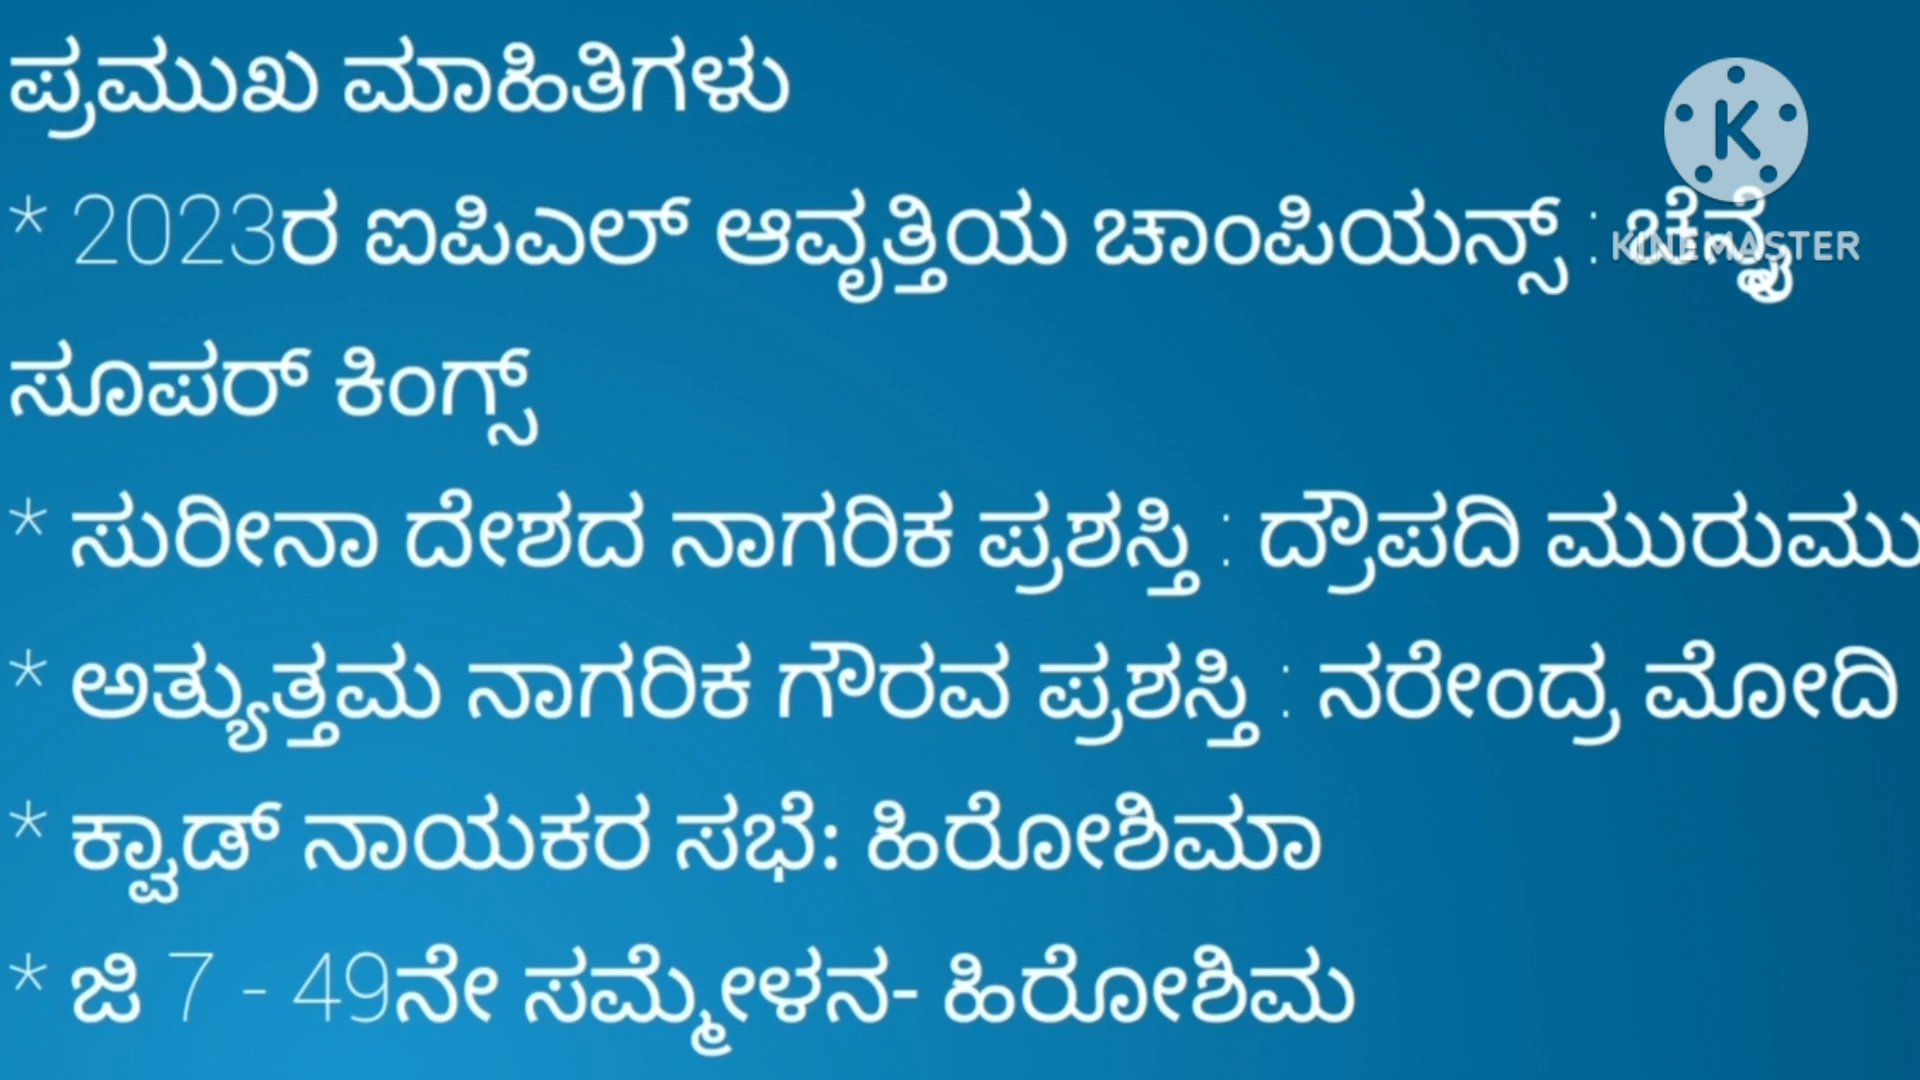 ಪ್ರಮುಖ ಮಾಹಿತಿಗಳು
* 2023ರ ಐಪಿಎಲ್ ಆವೃತ್ತಿಯ ಚಾಂಪಿಯನ್ಸ್ : ಚೆನ್ನೈ
KINEMASTER
ಸೂಪರ್ ಕಿಂಗ್ಸ್
* ಸುರೀನಾ ದೇಶದ ನಾಗರಿಕ ಪ್ರಶಸ್ತಿ : ದ್ರೌಪದಿ ಮುರುಮು
* ಅತ್ಯುತ್ತಮ ನಾಗರಿಕ ಗೌರವ ಪ್ರಶಸ್ತಿ : ನರೇಂದ್ರ ಮೋದಿ
* ಕ್ವಾಡ್ ನಾಯಕರ ಸಭೆ: ಹಿರೋಶಿಮಾ
* ಜಿ 7 - 49ನೇ ಸಮ್ಮೇಳನ- ಹಿರೋಶಿಮ